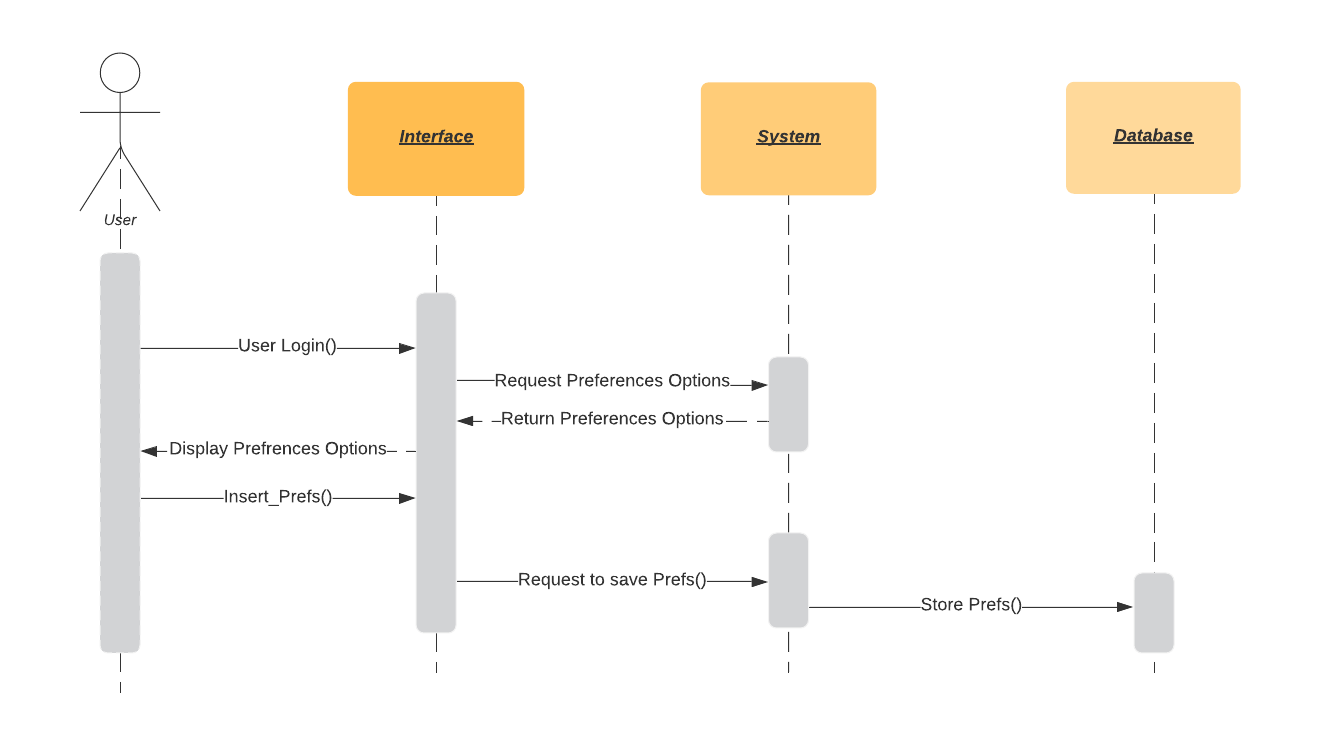 Interface
System
Database
User
User Login()
Request Preferences Options
Return Preferences Options
Display Prefrences Options
Insert_Prefs()
Request to save Prefs()
Store Prefs()